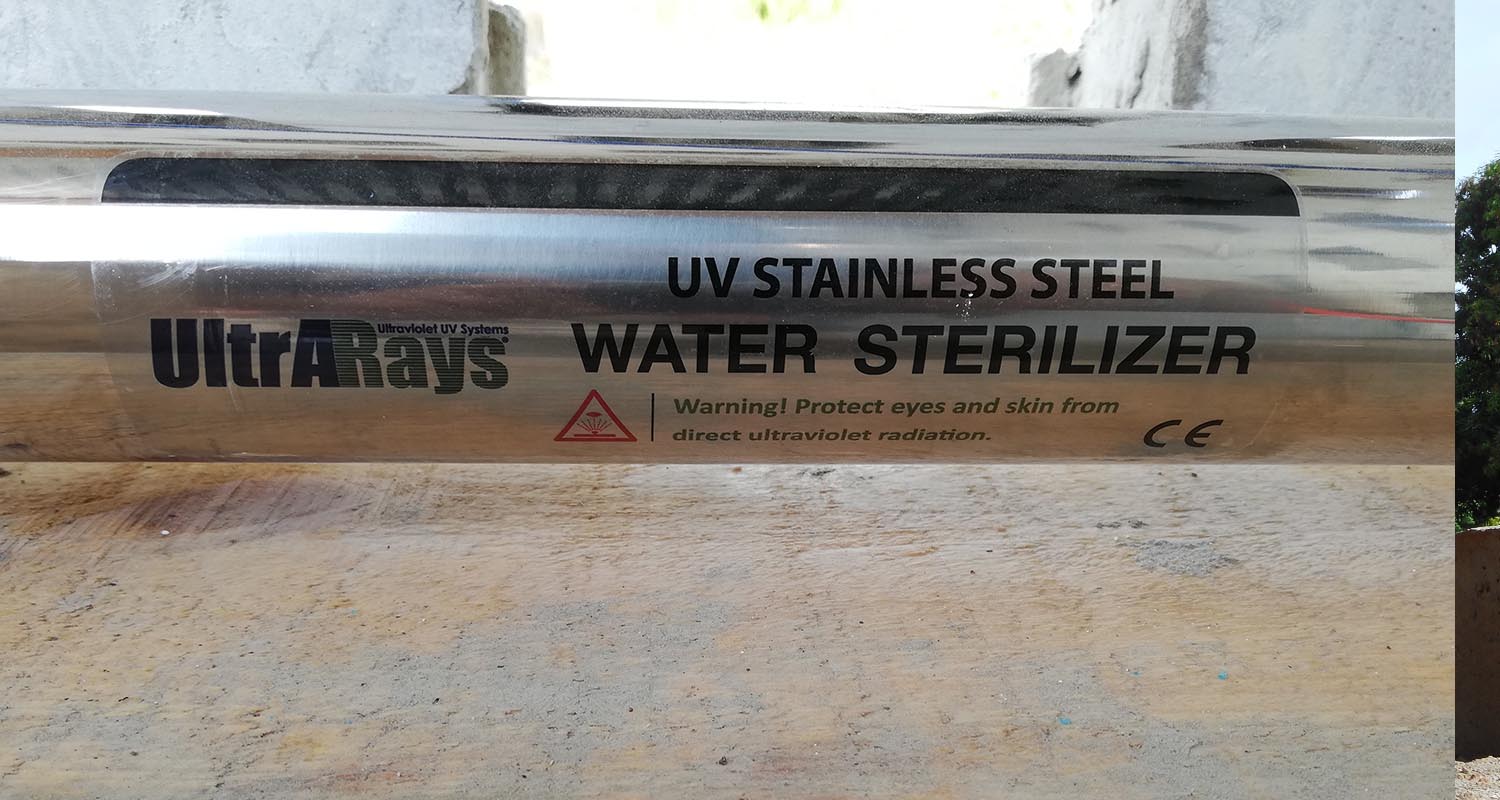 UV STAINLESS STEEL
UltrARays Ultraviolet UV Systems
WATER STERILIZER
Warning! Protect eyes and skin from
direct ultraviolet radiation.
CE